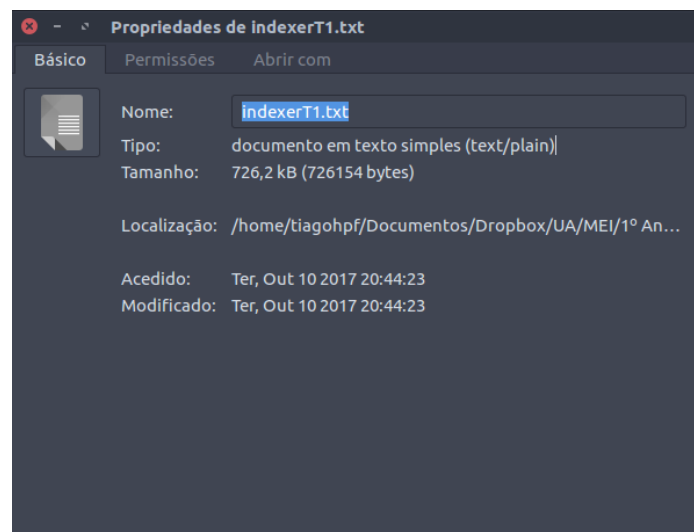 Propriedades de indexerT1.txt
Básico Permissões Abrir com
Nome: indexerT1.txt
Tipo: documento em texto simples (text/plain)
Tamanho: 726,2 kB (726154 bytes)
Localização: /home/tiagohpf/Documentos/Dropbox/UA/MEI/1º An...
Acedido: Ter, Out 10 2017 20:44:23
Modificado: Ter, Out 10 2017 20:44:23